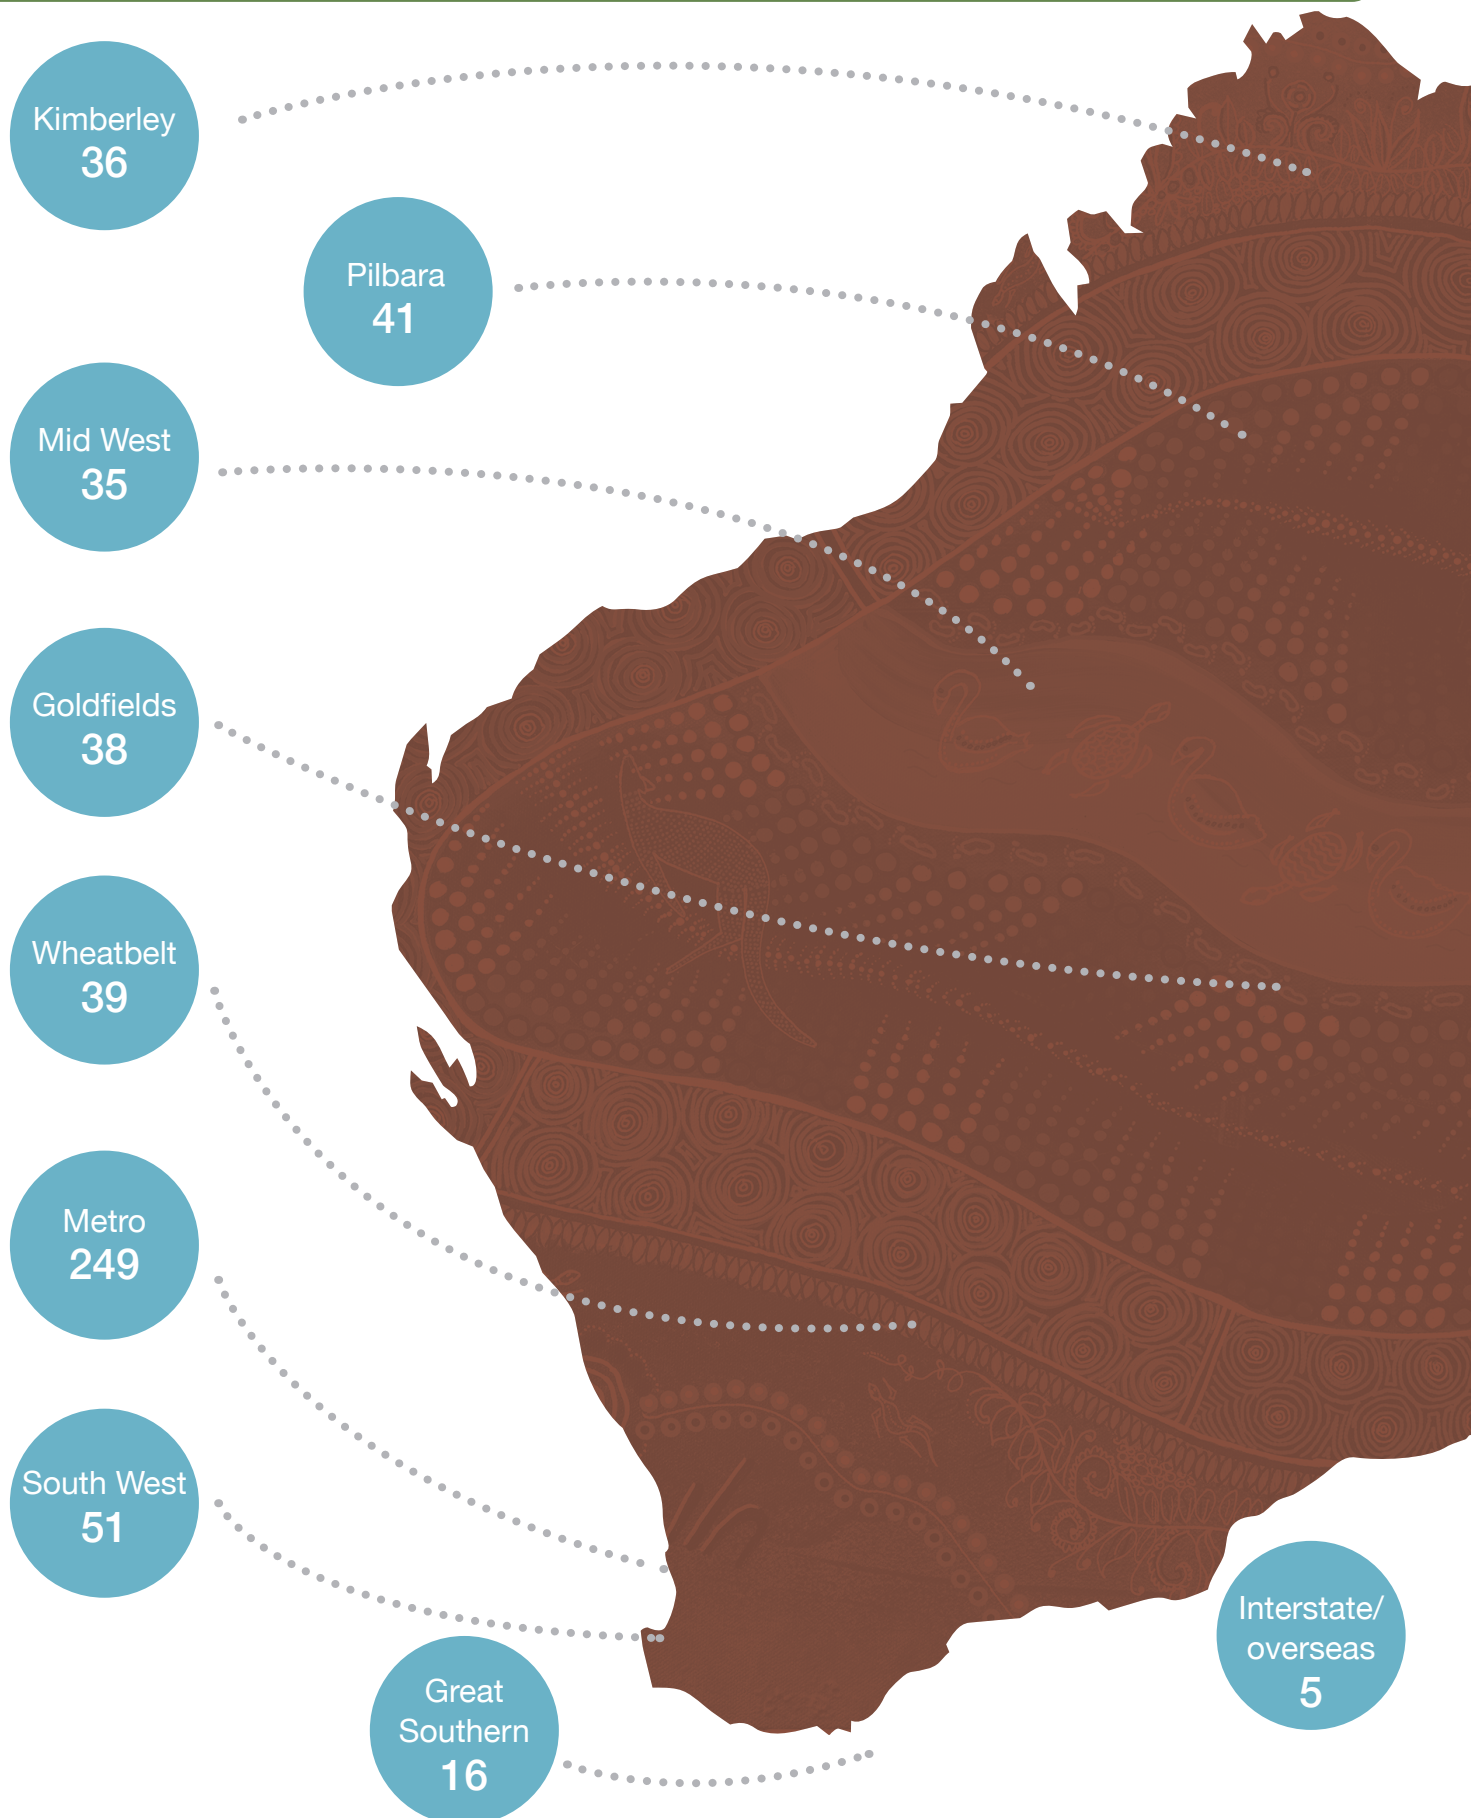 Kimberley
36
Pilbara
41
Mid West
35
Goldfields
38
Wheatbelt
39
Metro
249
South West
51
Great
Southern
16
Interstate/
overseas
5